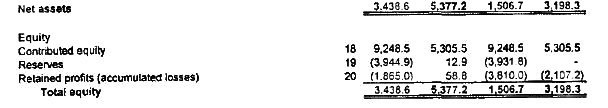 Net assets 3,438.6 5,377.2 1,506.7 3,198.3
Equity
Contributed equity 18 9,248.5 5,305.5 9,248.5 5,305.5
Reserves 19 (3,944.9) 12.9 (3,931.8) -
Retained profits (accumulated losses) 20 (1,865.0) 58.8 (3,810.0) (2,107.2)
Total equity 3,438.6 5,377.2 1,506.7 3,198.3